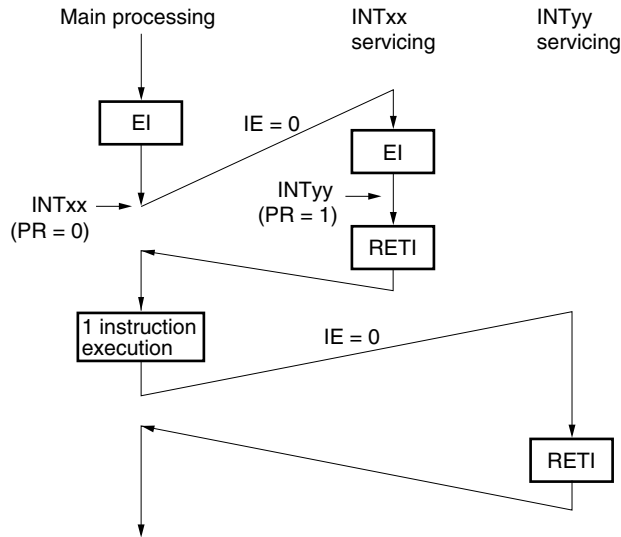 Main processing
INTxx
servicing
INTyy
servicing
EI
IE = 0
EI
INTxx
(PR = 0)
INTyy
(PR = 1)
RETI
1 instruction
execution
IE = 0
RETI